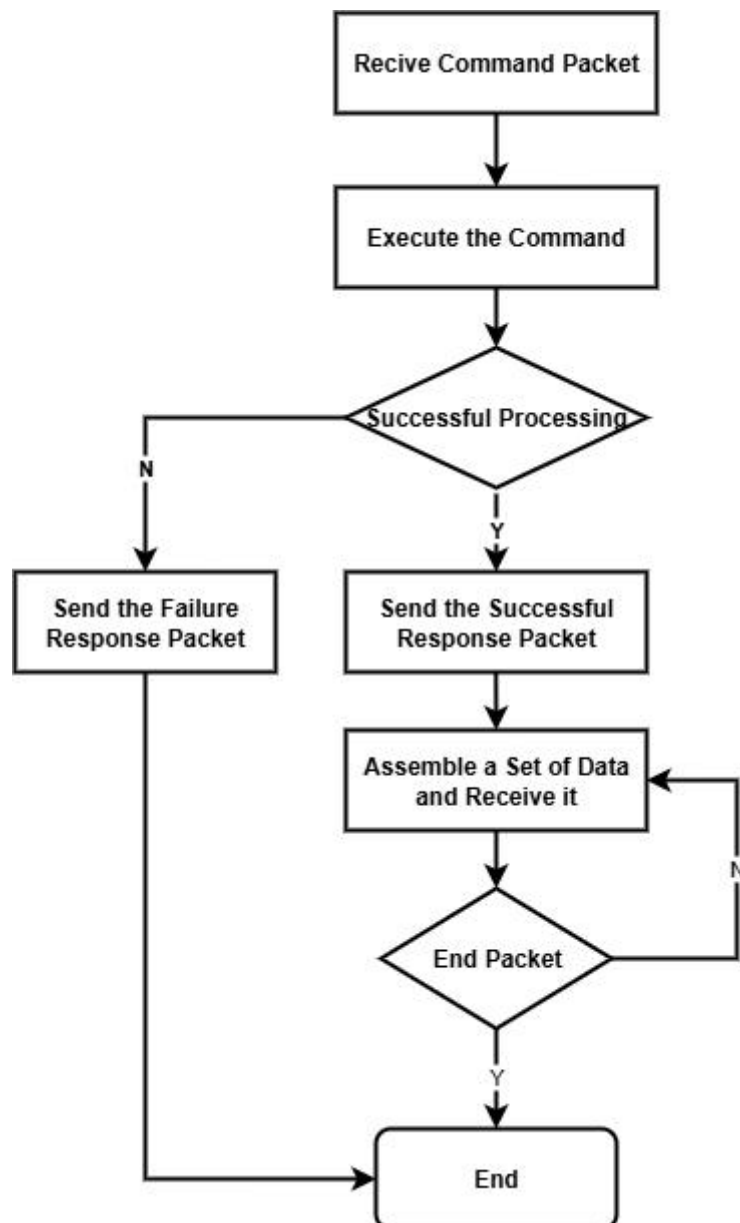 Recive Command Packet
Execute the Command
Successful Processing
N
Y
Send the Failure
Response Packet
Send the Successful
Response Packet
Assemble a Set of Data
and Receive it
N
End Packet
Y
End